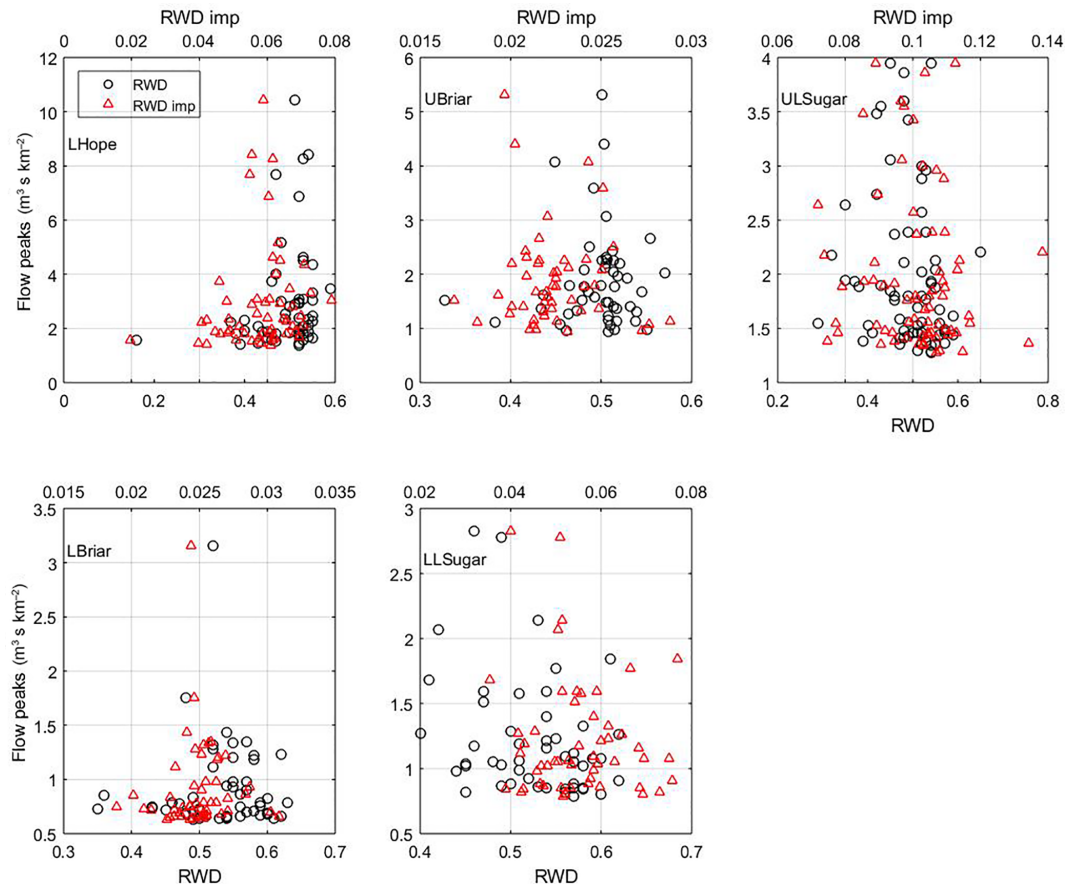 RWD imp RWD imp RWD imp
0 0.02 0.04 0.06 0.08 0.015 0.02 0.025 0.03 0.06 0.08 0.1 0.12 0.14
12 6 4
RWD
RWD imp
LHope UBriar ULSugar
10 5 3.5
8 4 3
6 3 2.5
4 2 2
2 1 1.5
0 0 1
Flow peaks (m³ s km⁻²)
0 0.2 0.4 0.6 0.3 0.4 0.5 0.6 0.2 0.4 0.6 0.8
RWD
0.015 0.02 0.025 0.03 0.035 0.02 0.04 0.06 0.08
3.5 3
LBriar LLSugar
3 2.5
2.5 2
2 1.5
1.5 1
1 0.5
0.5
Flow peaks (m³ s km⁻²)
0.3 0.4 0.5 0.6 0.7 0.4 0.5 0.6 0.7
RWD RWD